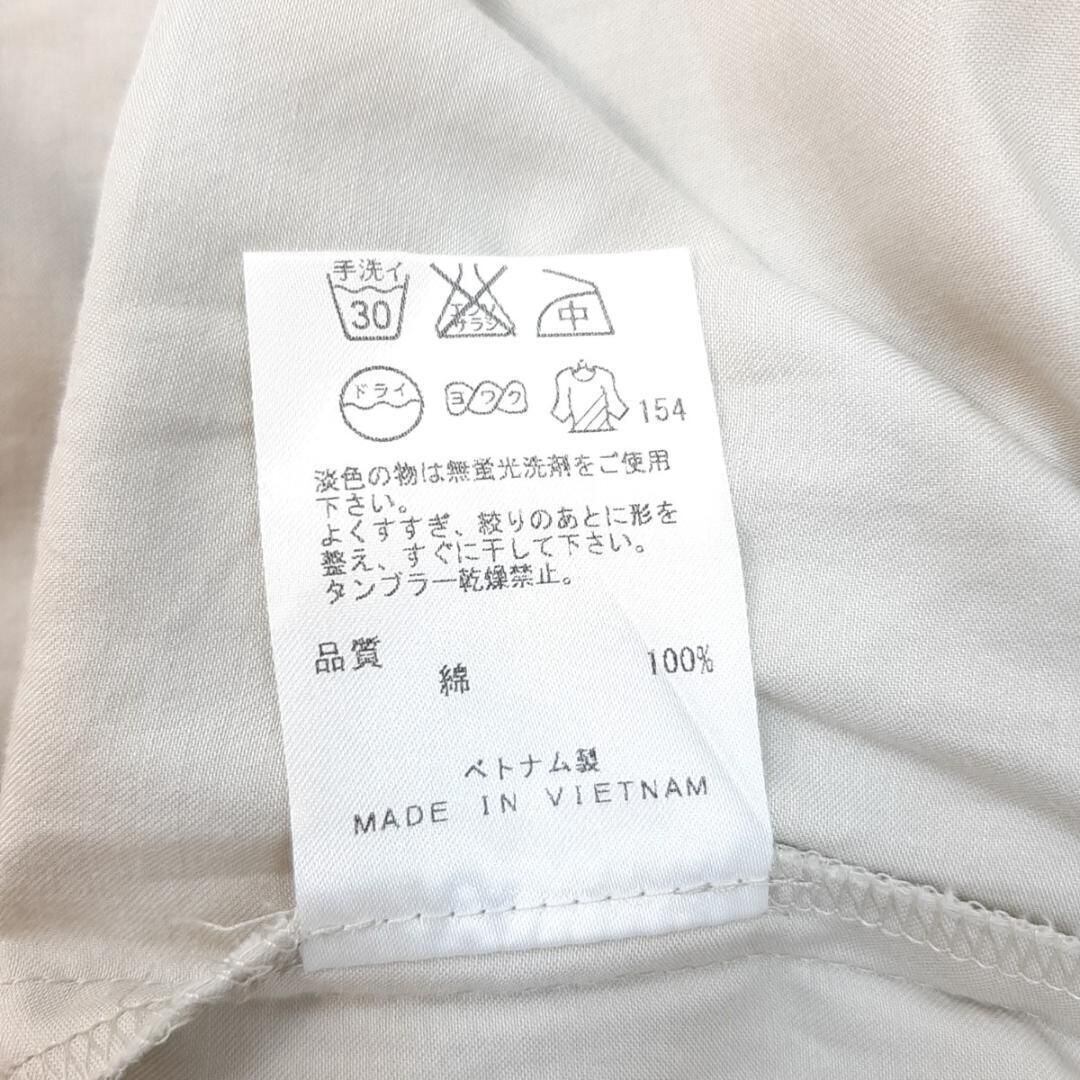 手洗イ
30
エンソ
サラシ
中
ドライ
ヨワク
154
淡色の物は無蛍光洗剤をご使用
下さい。
よくすすぎ、絞りのあとに形を
整え、すぐに干して下さい。
タンブラー乾燥禁止。
品質
綿 100%
ベトナム製
MADE IN VIETNAM